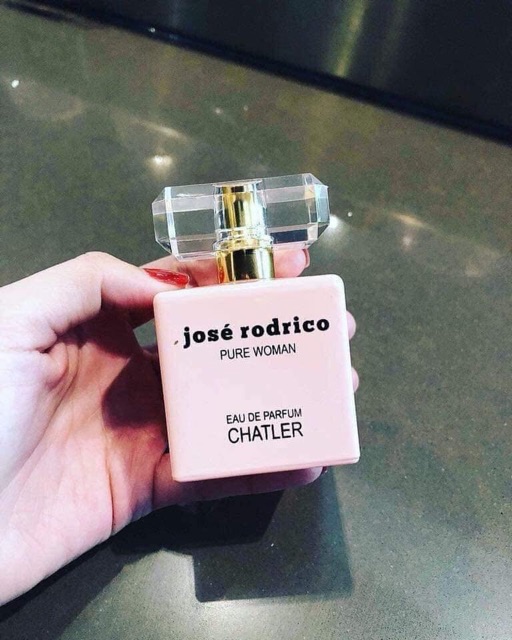 josé rodrico
PURE WOMAN
EAU DE PARFUM
CHATLER